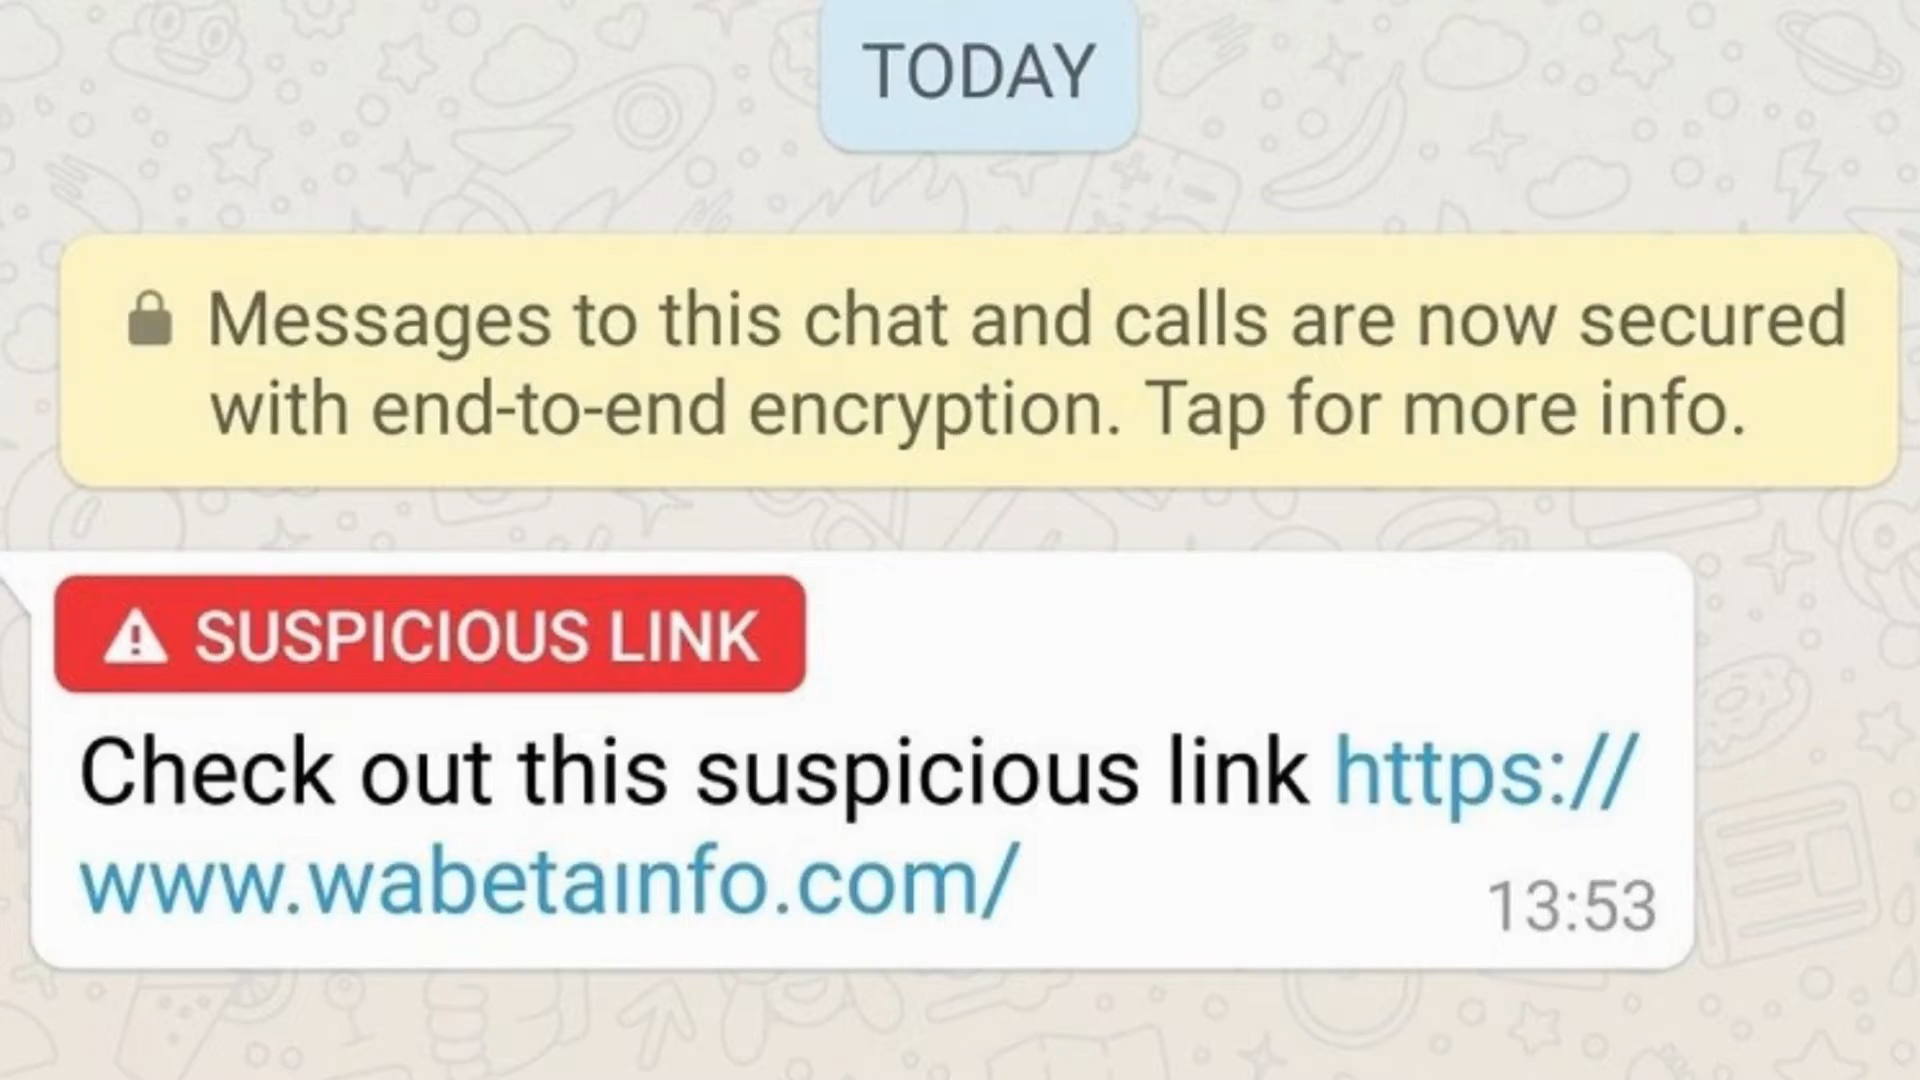 TODAY
Messages to this chat and calls are now secured
with end-to-end encryption. Tap for more info.
SUSPICIOUS LINK
Check out this suspicious link https://
www.wabetaınfo.com/
13:53